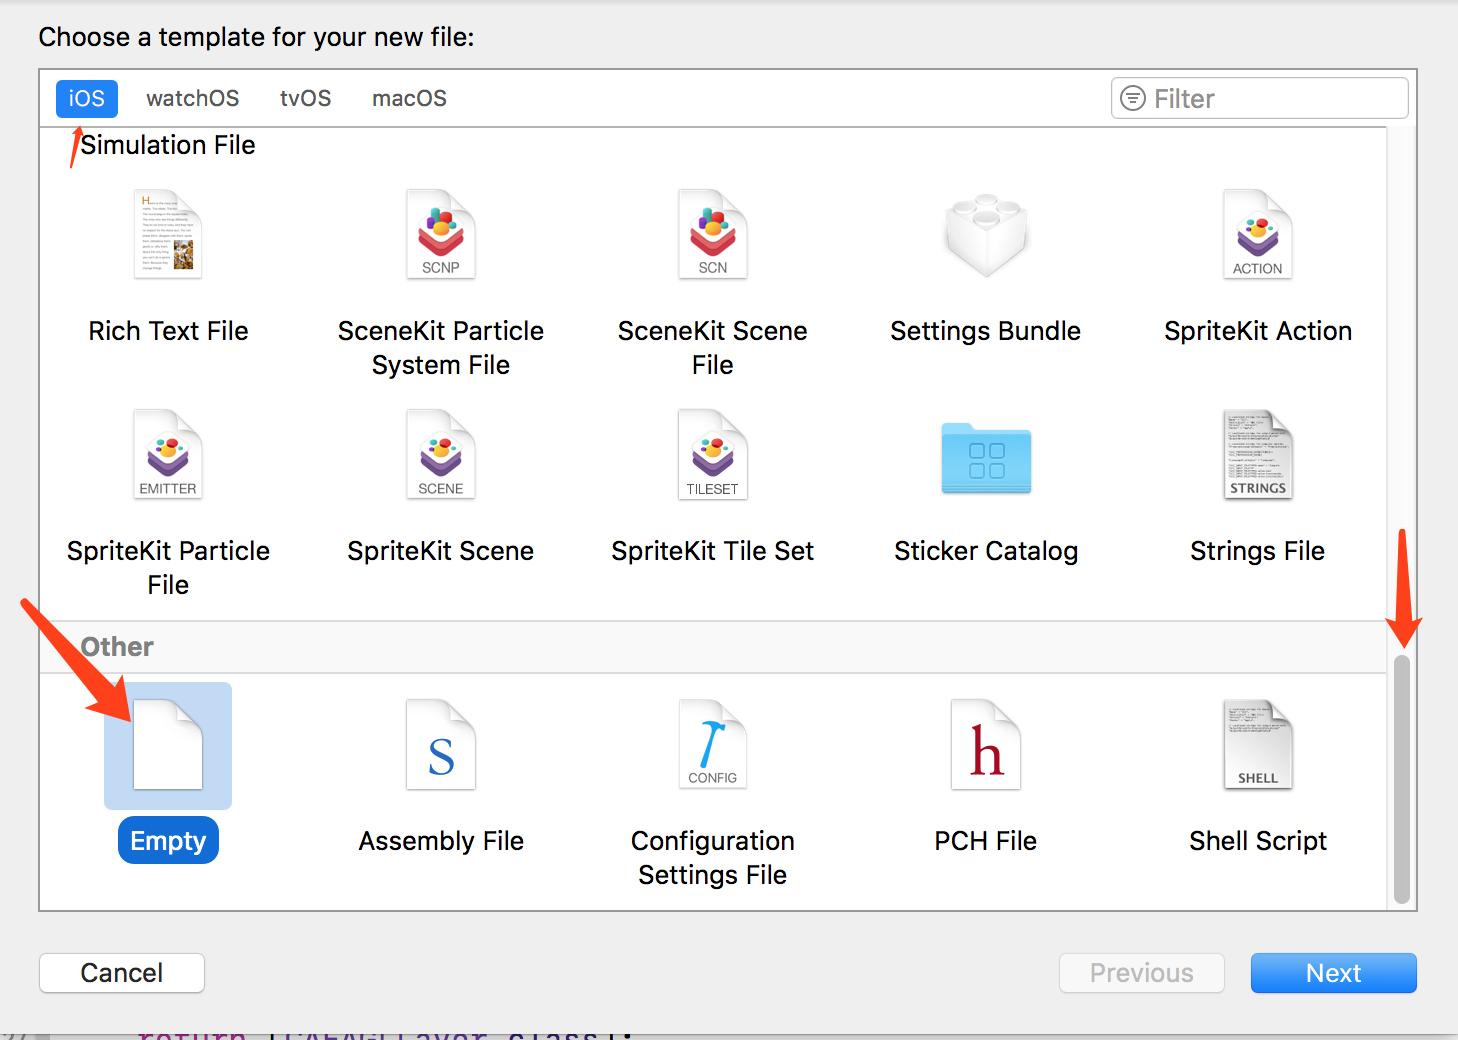 Choose a template for your new file:
iOS watchOS tvOS macOS Filter
Simulation File
SCNP SCN ACTION
Rich Text File SceneKit Particle System File SceneKit Scene File Settings Bundle SpriteKit Action
EMITTER SCENE TILESET STRINGS
SpriteKit Particle File SpriteKit Scene SpriteKit Tile Set Sticker Catalog Strings File
Other
S CONFIG h SHELL
Empty Assembly File Configuration Settings File PCH File Shell Script
Cancel Previous Next
return